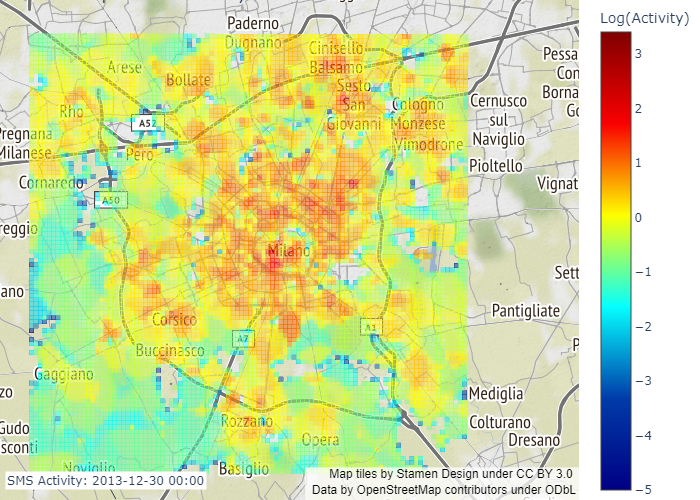 Log(Activity)
Paderno
Dugnano
Cinisello
Balsamo
Arese
Bollate
Sesto
San
Giovanni
Rho
A52
Cologno
Monzese
Vimodrone
Cernusco
sul
Naviglio
Pessa
Con
Borna
Go
Pregnana
Milanese
Pero
Pioltello
Cornaredo
A50
Vignat
reggio
Milano
Sett
ano
Pantigliate
Corsico
A7
A1
P
Buccinasco
Gaggiano
zo
Mediglia
Gudo
sconti
Rozzano
Opera
Colturano
Dresano
Noviglio
Basiglio
SMS Activity: 2013-12-30 00:00
Map tiles by Stamen Design under CC BY 3.0
Data by OpenStreetMap contributors under ODbL
3
2
1
0
−1
−2
−3
−4
−5